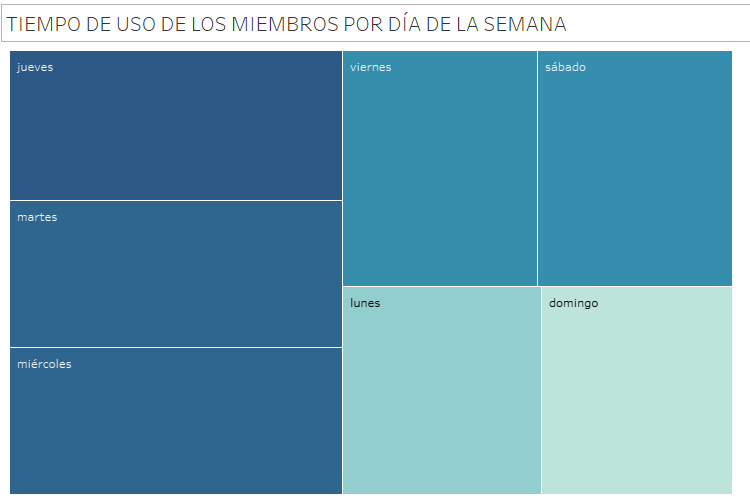 TIEMPO DE USO DE LOS MIEMBROS POR DÍA DE LA SEMANA
jueves
viernes
sábado
martes
lunes
domingo
miércoles